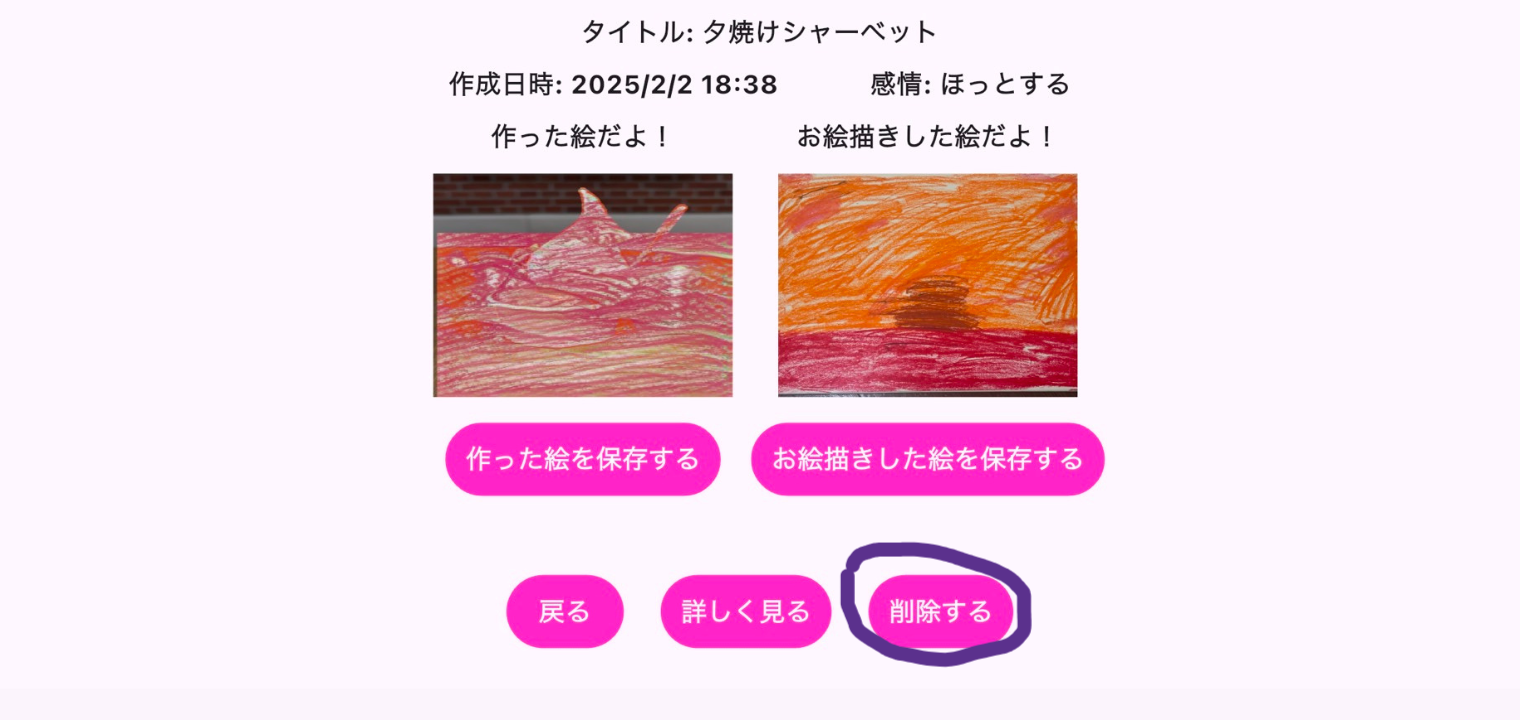 タイトル: 夕焼けシャーベット
作成日時: 2025/2/2 18:38 感情: ほっとする
作った絵だよ！ お絵描きした絵だよ！
作った絵を保存する お絵描きした絵を保存する
戻る 詳しく見る 削除する